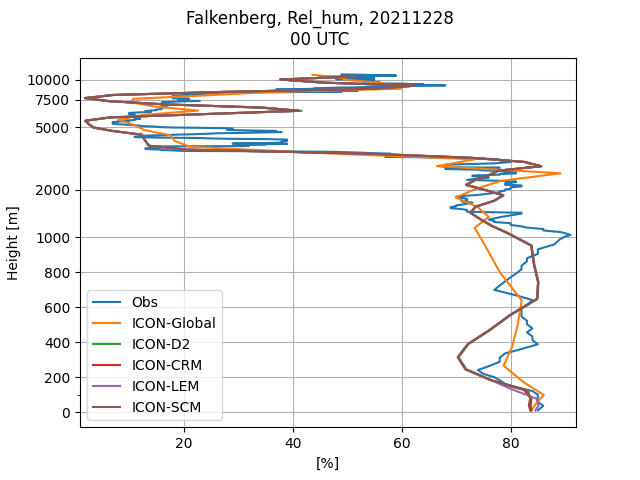 Falkenberg, Rel_hum, 20211228
00 UTC
10000
7500
5000
2000
1000
800
600
400
200
0
Height [m]
Obs
ICON-Global
ICON-D2
ICON-CRM
ICON-LEM
ICON-SCM
20
40
60
80
[%]